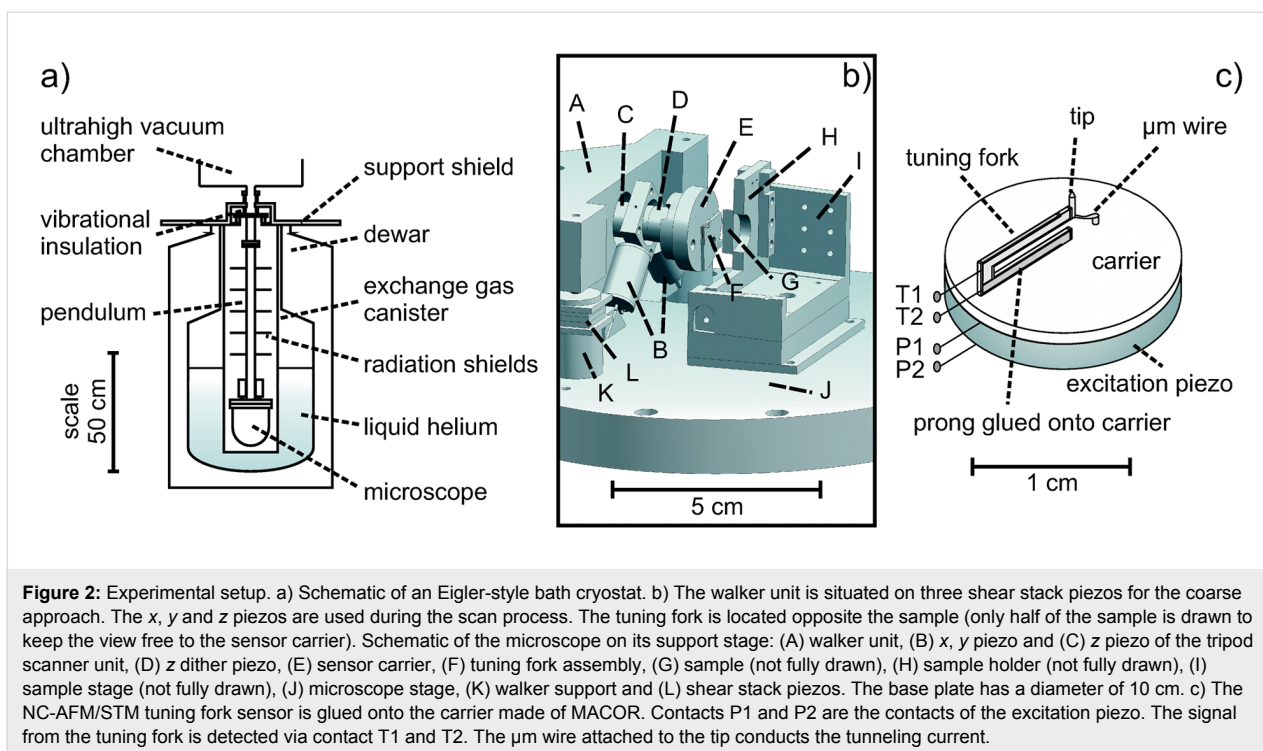 a)
ultrahigh vacuum
chamber
support shield
vibrational
insulation
dewar
pendulum
exchange gas
canister
radiation shields
scale
50 cm
liquid helium
microscope
b)
A
C
D
E
H
I
F
G
B
L
K
J
5 cm
c)
tip
µm wire
tuning fork
carrier
T1
T2
P1
P2
excitation piezo
prong glued onto carrier
1 cm
Figure 2: Experimental setup. a) Schematic of an Eigler-style bath cryostat. b) The walker unit is situated on three shear stack piezos for the coarse
approach. The x, y and z piezos are used during the scan process. The tuning fork is located opposite the sample (only half of the sample is drawn to
keep the view free to the sensor carrier). Schematic of the microscope on its support stage: (A) walker unit, (B) x, y piezo and (C) z piezo of the tripod
scanner unit, (D) z dither piezo, (E) sensor carrier, (F) tuning fork assembly, (G) sample (not fully drawn), (H) sample holder (not fully drawn), (I)
sample stage (not fully drawn), (J) microscope stage, (K) walker support and (L) shear stack piezos. The base plate has a diameter of 10 cm. c) The
NC-AFM/STM tuning fork sensor is glued onto the carrier made of MACOR. Contacts P1 and P2 are the contacts of the excitation piezo. The signal
from the tuning fork is detected via contact T1 and T2. The µm wire attached to the tip conducts the tunneling current.